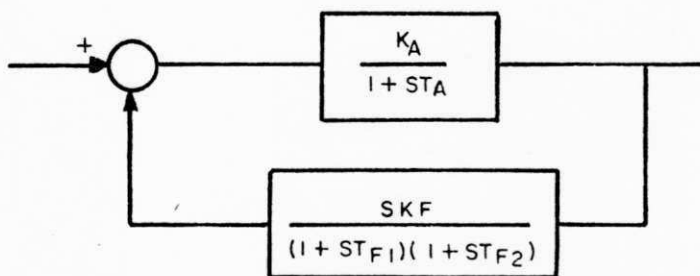 +
K_A
1 + ST_A
SKF
(1 + ST_F1)(1 + ST_F2)